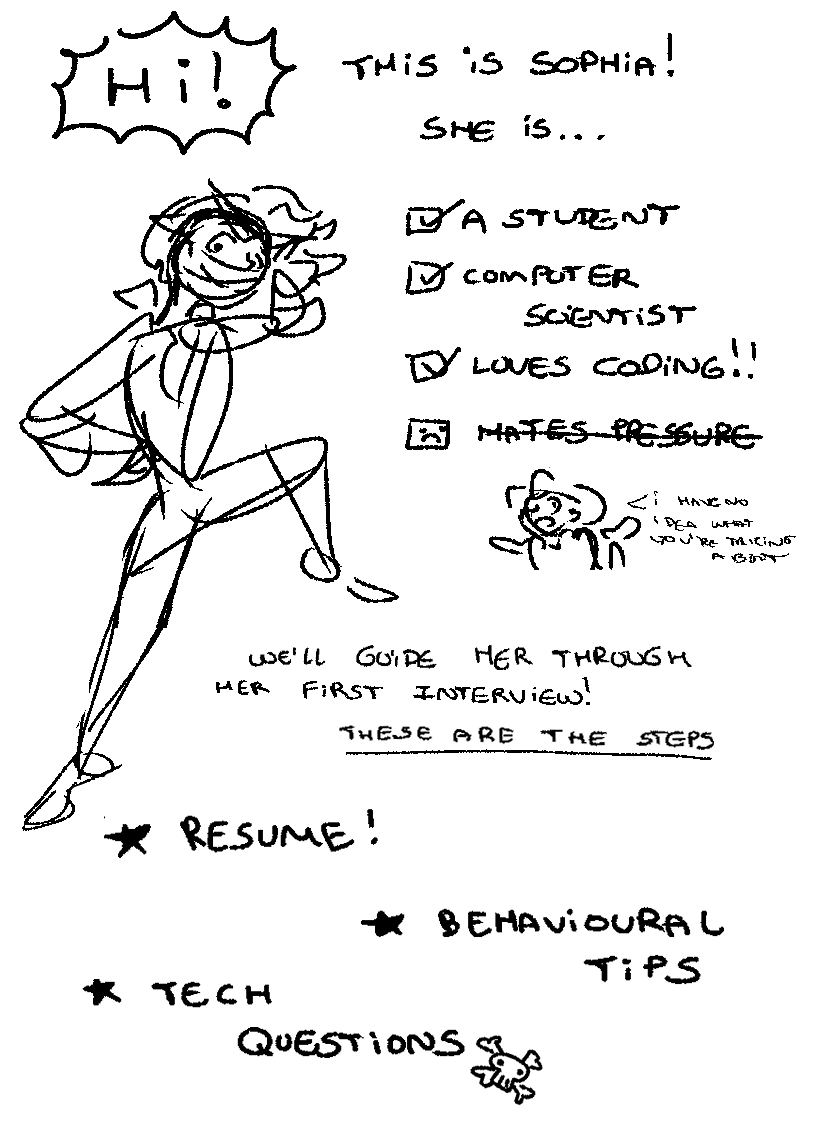 Hi!
THiS iS SOPHiA!
SHE iS...
A STUDENT
COMPUTER
SCiENTiST
LOVES CODiNG!!
HATES PRESSURE
i HAVE NO
iDEA WHAT
YOU'RE TALKING
ABOUT
WE'LL GUiDE HER THROUGH
HER FiRST INTERViEW!
THESE ARE THE STEPS
★ RESUME!
★ BEHAViOURAL
TiPS
★ TECH
QUESTiONS